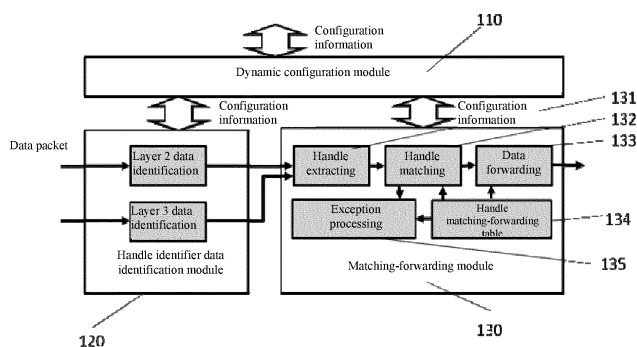 Configuration
information
110
Dynamic configuration module
Configuration
information
Configuration
information
131
132
133
Data packet
Layer 2 data
identification
Handle
extracting
Handle
matching
Data
forwarding
Layer 3 data
identification
Exception
processing
Handle
matching-forwarding
table
134
Handle identifier data
identification module
Matching-forwarding module
135
120
130